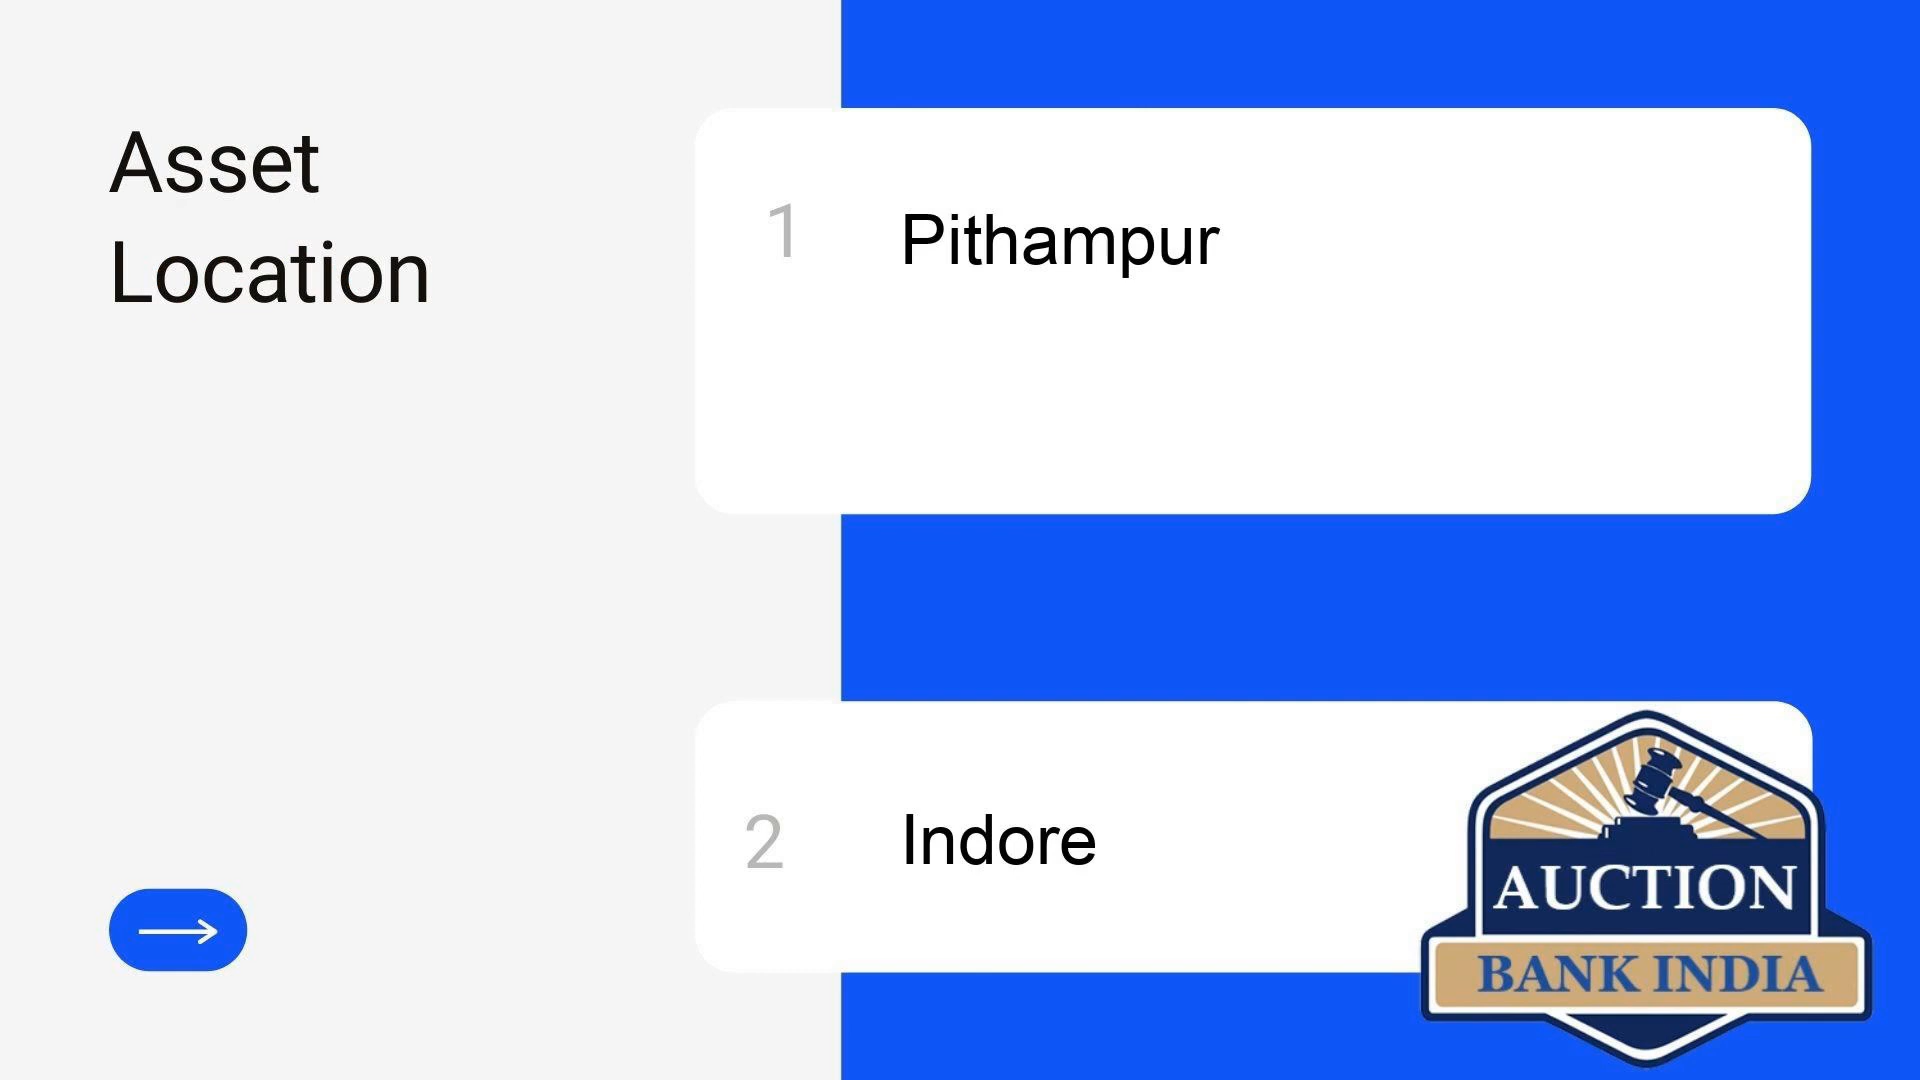 Asset
Location
1
Pithampur
2
Indore
AUCTION
BANK INDIA